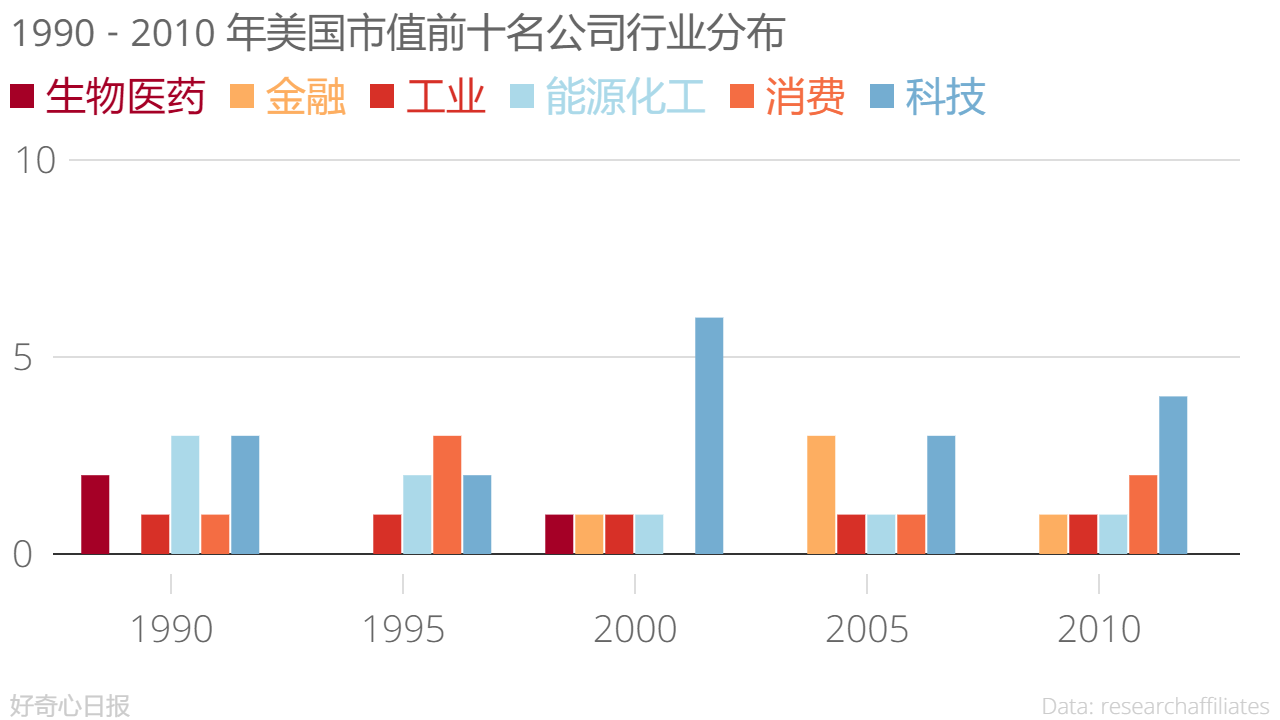 1990 - 2010 年美国市值前十名公司行业分布
生物医药 金融 工业 能源化工 消费 科技
10
5
0
1990 1995 2000 2005 2010
好奇心日报 Data: researchaffiliates